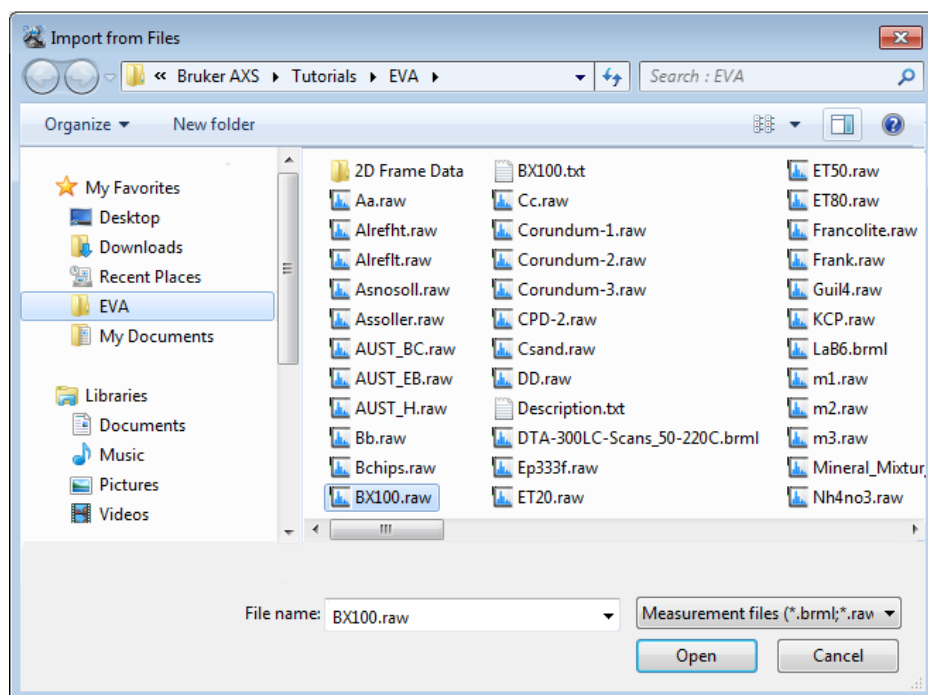 Import from Files
« Bruker AXS ▸ Tutorials ▸ EVA ▸
Search : EVA
Organize ▾ New folder
My Favorites
Desktop
Downloads
Recent Places
EVA
My Documents
Libraries
Documents
Music
Pictures
Videos
2D Frame Data
Aa.raw
Alrefht.raw
Alreflt.raw
Asnosoll.raw
Assoller.raw
AUST_BC.raw
AUST_EB.raw
AUST_H.raw
Bb.raw
Bchips.raw
BX100.raw
BX100.txt
Cc.raw
Corundum-1.raw
Corundum-2.raw
Corundum-3.raw
CPD-2.raw
Csand.raw
DD.raw
Description.txt
DTA-300LC-Scans_50-220C.brml
Ep333f.raw
ET20.raw
ET50.raw
ET80.raw
Francolite.raw
Frank.raw
Guil4.raw
KCP.raw
LaB6.brml
m1.raw
m2.raw
m3.raw
Mineral_Mixtur
Nh4no3.raw
File name: BX100.raw
Measurement files (*.brml;*.raw
Open Cancel